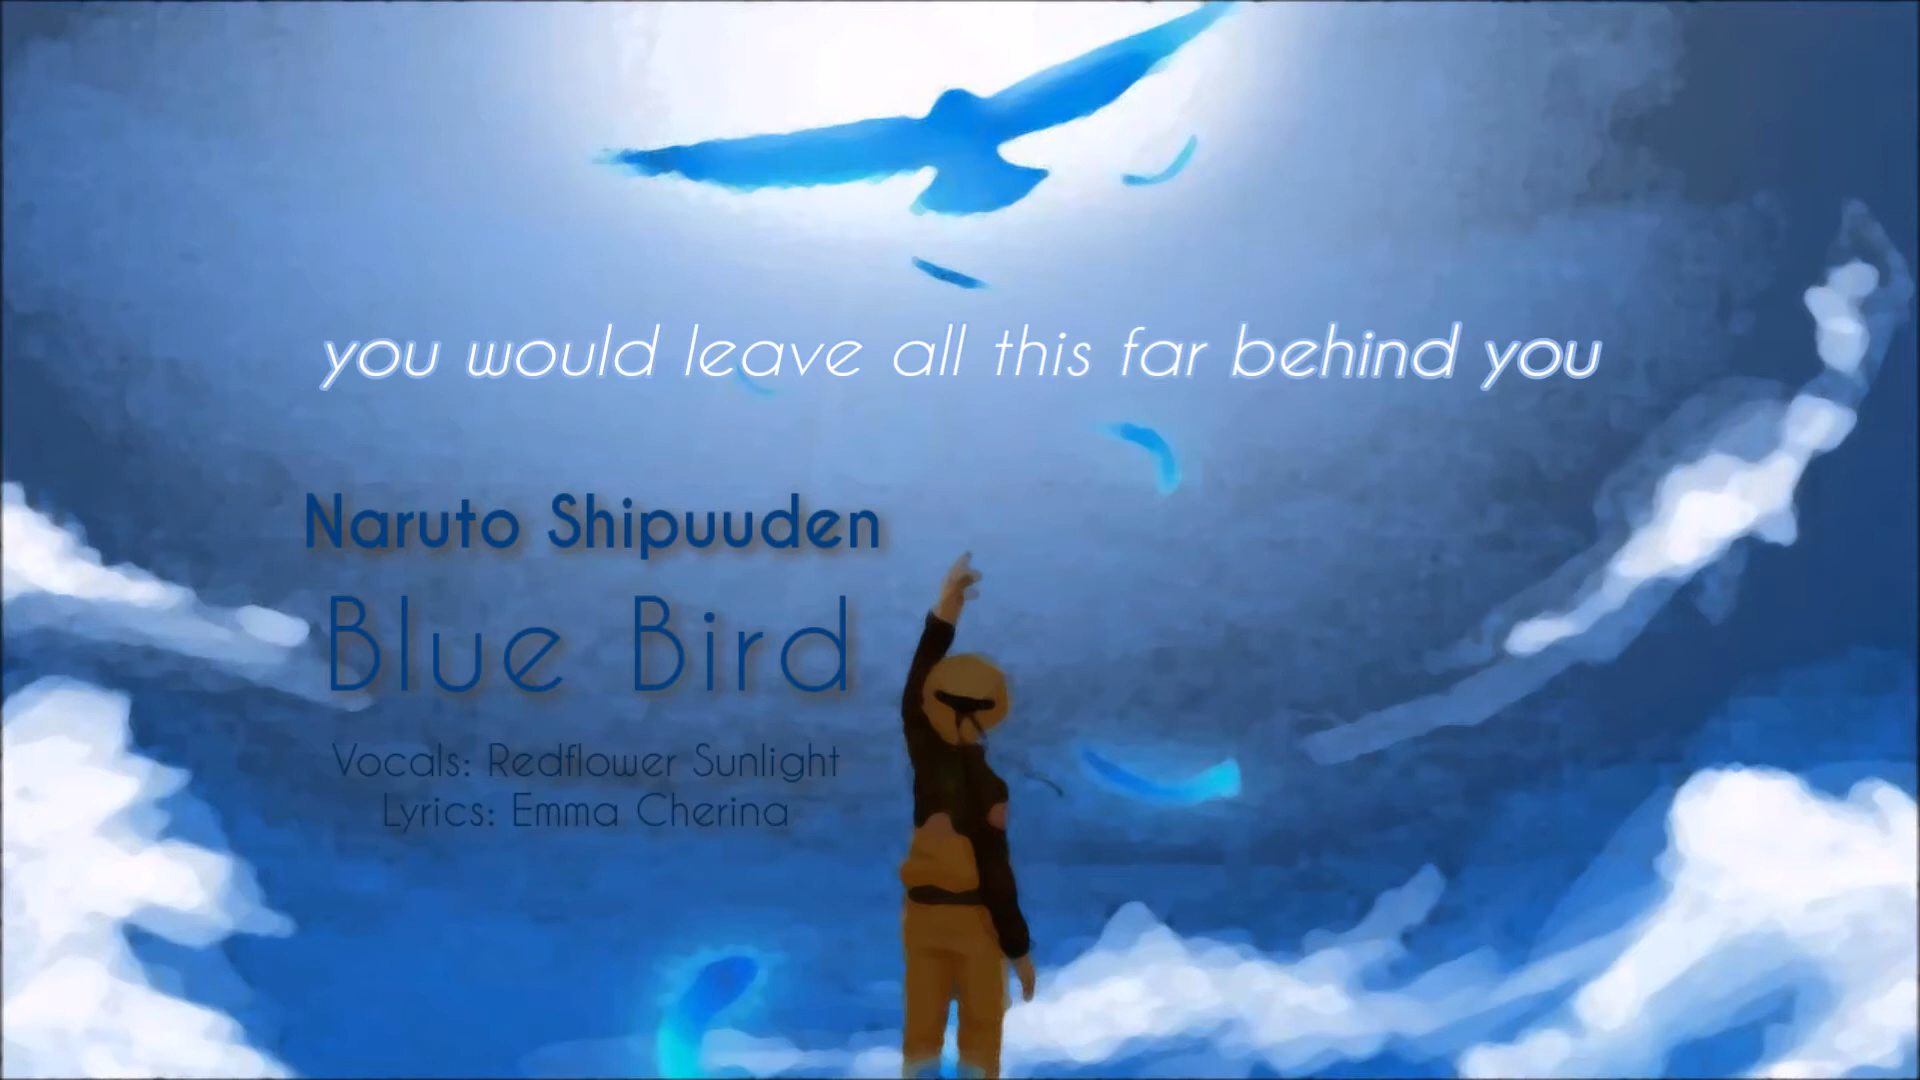 you would leave all this far behind you
Naruto Shipuuden
Blue Bird
Vocals: Redflower Sunlight
Lyrics: Emma Cherina